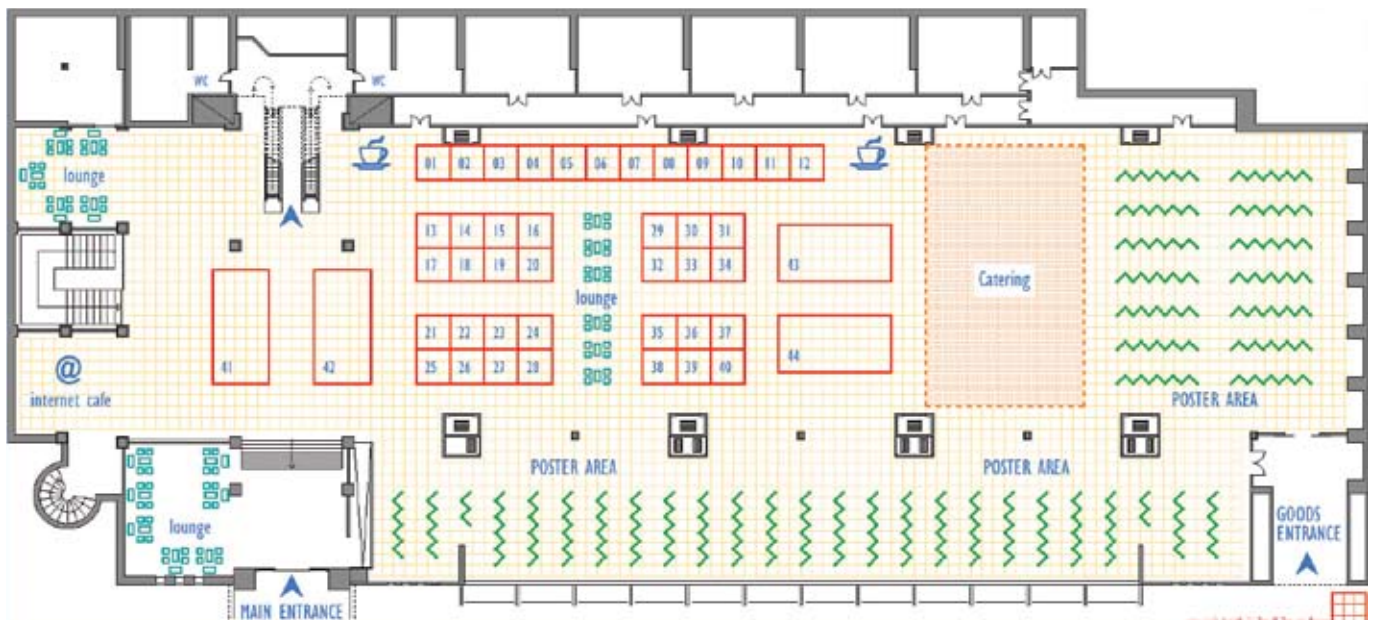 WC
WC
lounge
01 02 03 04 05 06 07 08 09 10 11 12
13 14 15 16
17 18 19 20
29 30 31
32 33 34
43
Catering
lounge
21 22 23 24
25 26 27 28
35 36 37
38 39 40
44
41
42
@
internet cafe
POSTER AREA
POSTER AREA
POSTER AREA
lounge
GOODS
ENTRANCE
MAIN ENTRANCE